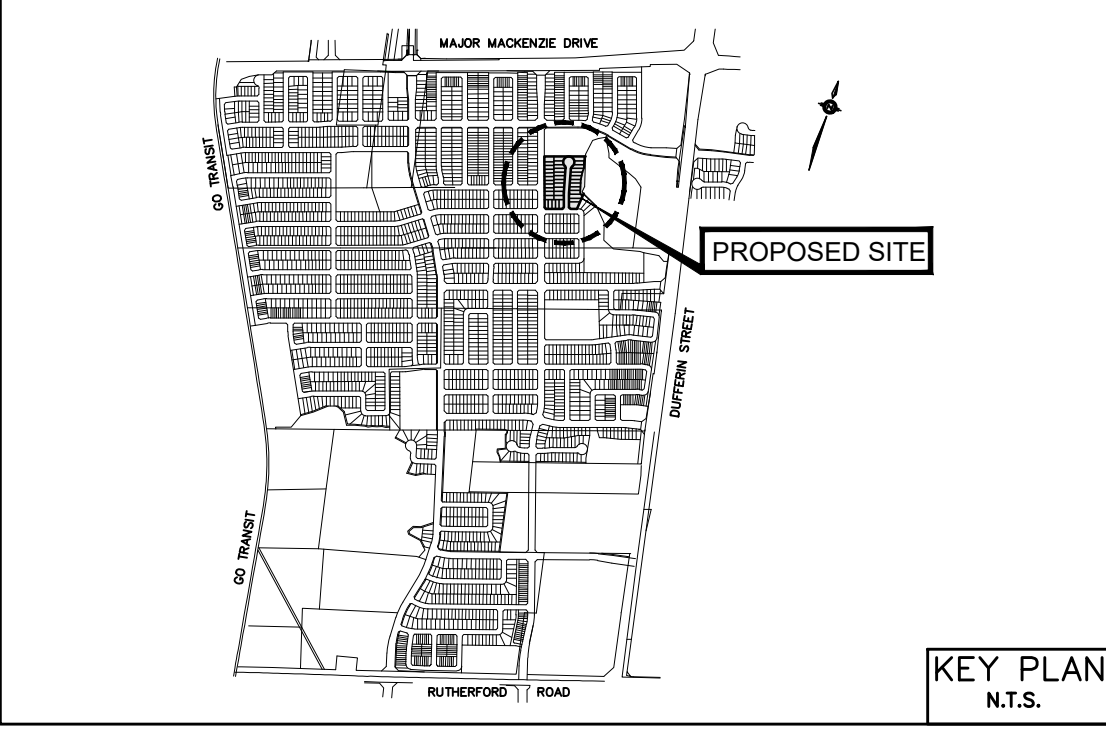 MAJOR MACKENZIE DRIVE
GO TRANSIT
PROPOSED SITE
DUFFERIN STREET
GO TRANSIT
RUTHERFORD ROAD
KEY PLAN
N.T.S.